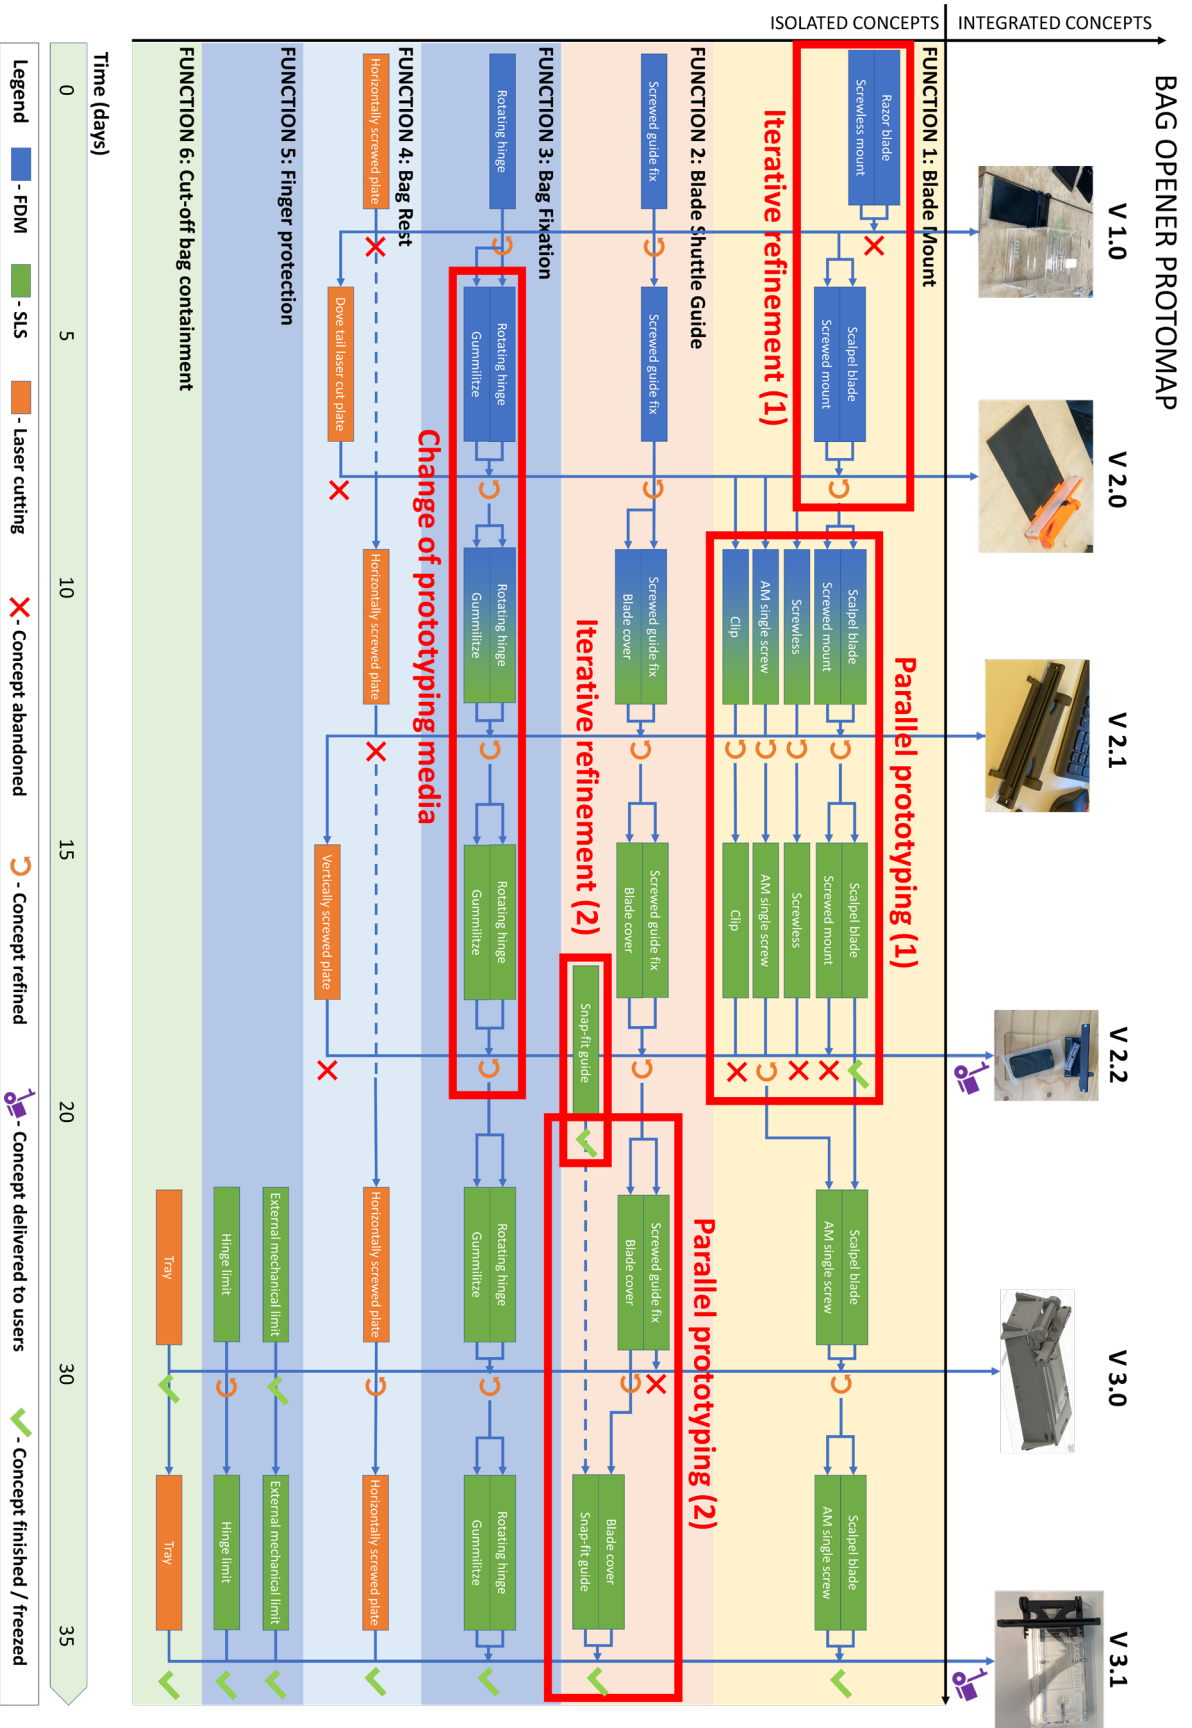 BAG OPENER PROTOMAP
V 1.0
V 2.0
V 2.1
V 2.2
V 3.0
V 3.1
INTEGRATED CONCEPTS
ISOLATED CONCEPTS
FUNCTION 1: Blade Mount
Razor blade
Screwless mount
Scalpel blade
Screwed mount
Iterative refinement (1)
Parallel prototyping (1)
Scalpel blade
Screwed mount
Screwless
AM single screw
Clip
Scalpel blade
Screwed mount
Screwless
AM single screw
Clip
Scalpel blade
AM single screw
Scalpel blade
AM single screw
FUNCTION 2: Blade Shuttle Guide
Screwed guide fix
Screwed guide fix
Screwed guide fix
Blade cover
Screwed guide fix
Blade cover
Iterative refinement (2)
Snap-fit guide
Parallel prototyping (2)
Screwed guide fix
Blade cover
Blade cover
Snap-fit guide
FUNCTION 3: Bag Fixation
Rotating hinge
Rotating hinge
Gummilitze
Rotating hinge
Gummilitze
Rotating hinge
Gummilitze
Rotating hinge
Gummilitze
Rotating hinge
Gummilitze
Change of prototyping media
FUNCTION 4: Bag Rest
Horizontally screwed plate
Dove tail laser cut plate
Horizontally screwed plate
Vertically screwed plate
Horizontally screwed plate
Horizontally screwed plate
FUNCTION 5: Finger protection
External mechanical limit
Hinge limit
External mechanical limit
Hinge limit
FUNCTION 6: Cut-off bag containment
Tray
Tray
Time (days)
0
5
10
15
20
30
35
Legend
- FDM
- SLS
- Laser cutting
- Concept abandoned
- Concept refined
- Concept delivered to users
- Concept finished / freezed